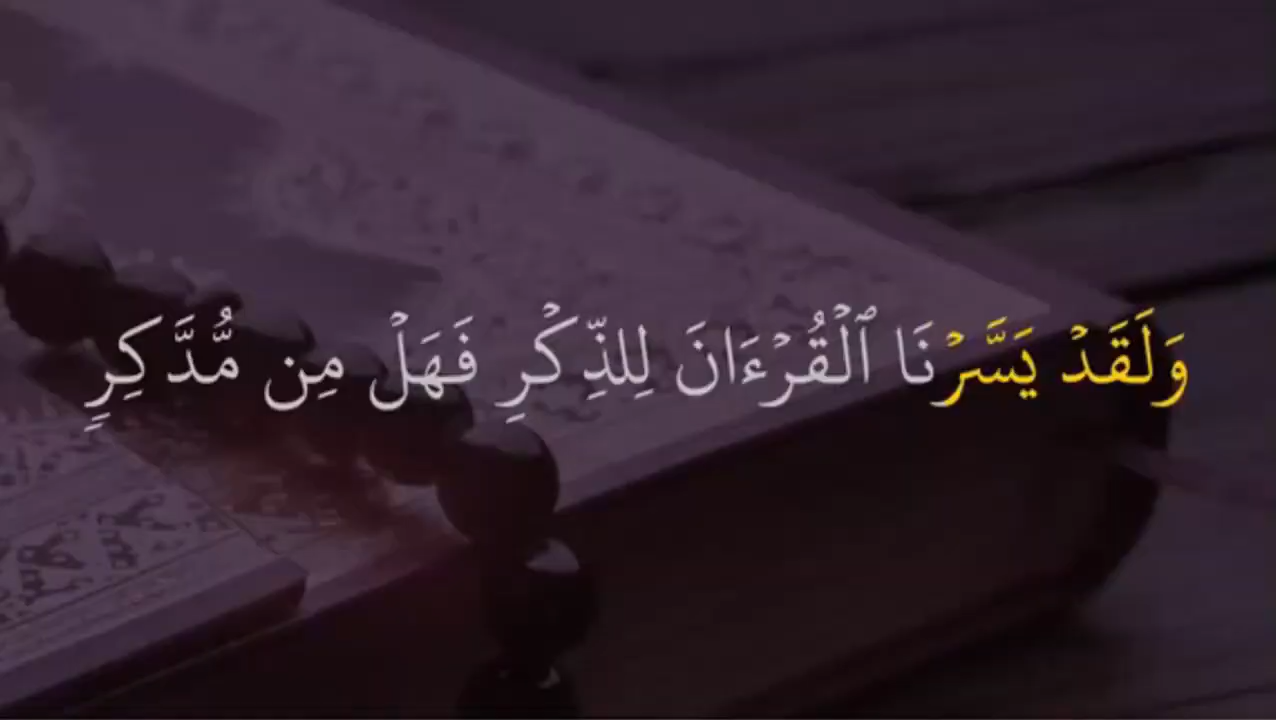 وَلَقَدۡ يَسَّرۡنَا ٱلۡقُرۡءَانَ لِلذِّكۡرِ فَهَلۡ مِن مُّدَّكِرٖ